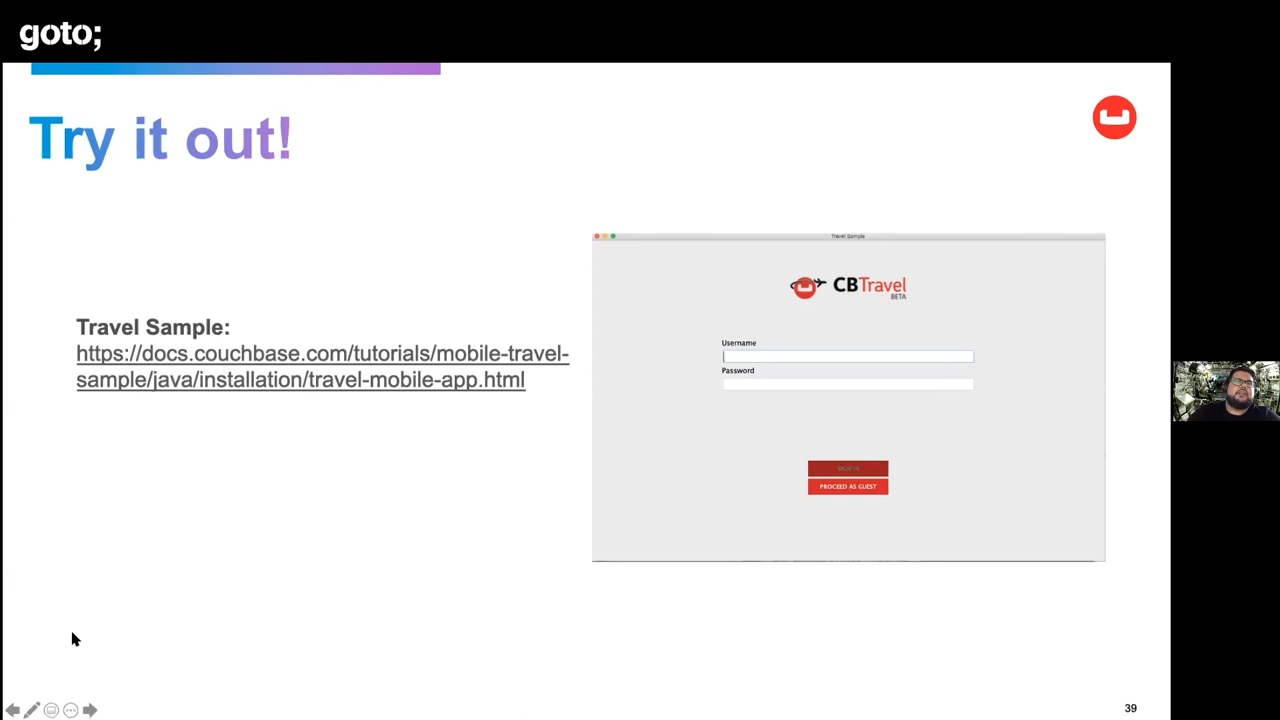 goto;
Try it out!
Travel Sample:
https://docs.couchbase.com/tutorials/mobile-travel-
sample/java/installation/travel-mobile-app.html
Travel Sample
CBTravel
BETA
Username
Password
SIGN IN
PROCEED AS GUEST
39